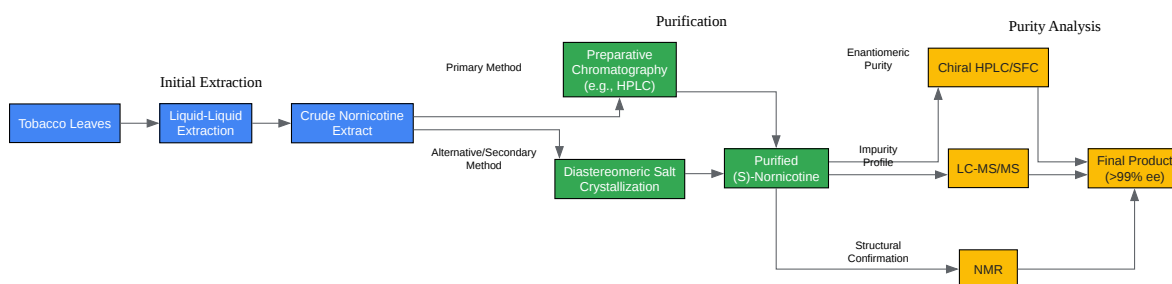 Purification
Purity Analysis
Initial Extraction
Primary Method
Preparative
Chromatography
(e.g., HPLC)
Enantiomeric
Purity
Chiral HPLC/SFC
Tobacco Leaves
Liquid-Liquid
Extraction
Crude Nornicotine
Extract
Alternative/Secondary
Method
Diastereomeric Salt
Crystallization
Purified
(S)-Nornicotine
Impurity
Profile
LC-MS/MS
Final Product
(>99% ee)
Structural
Confirmation
NMR